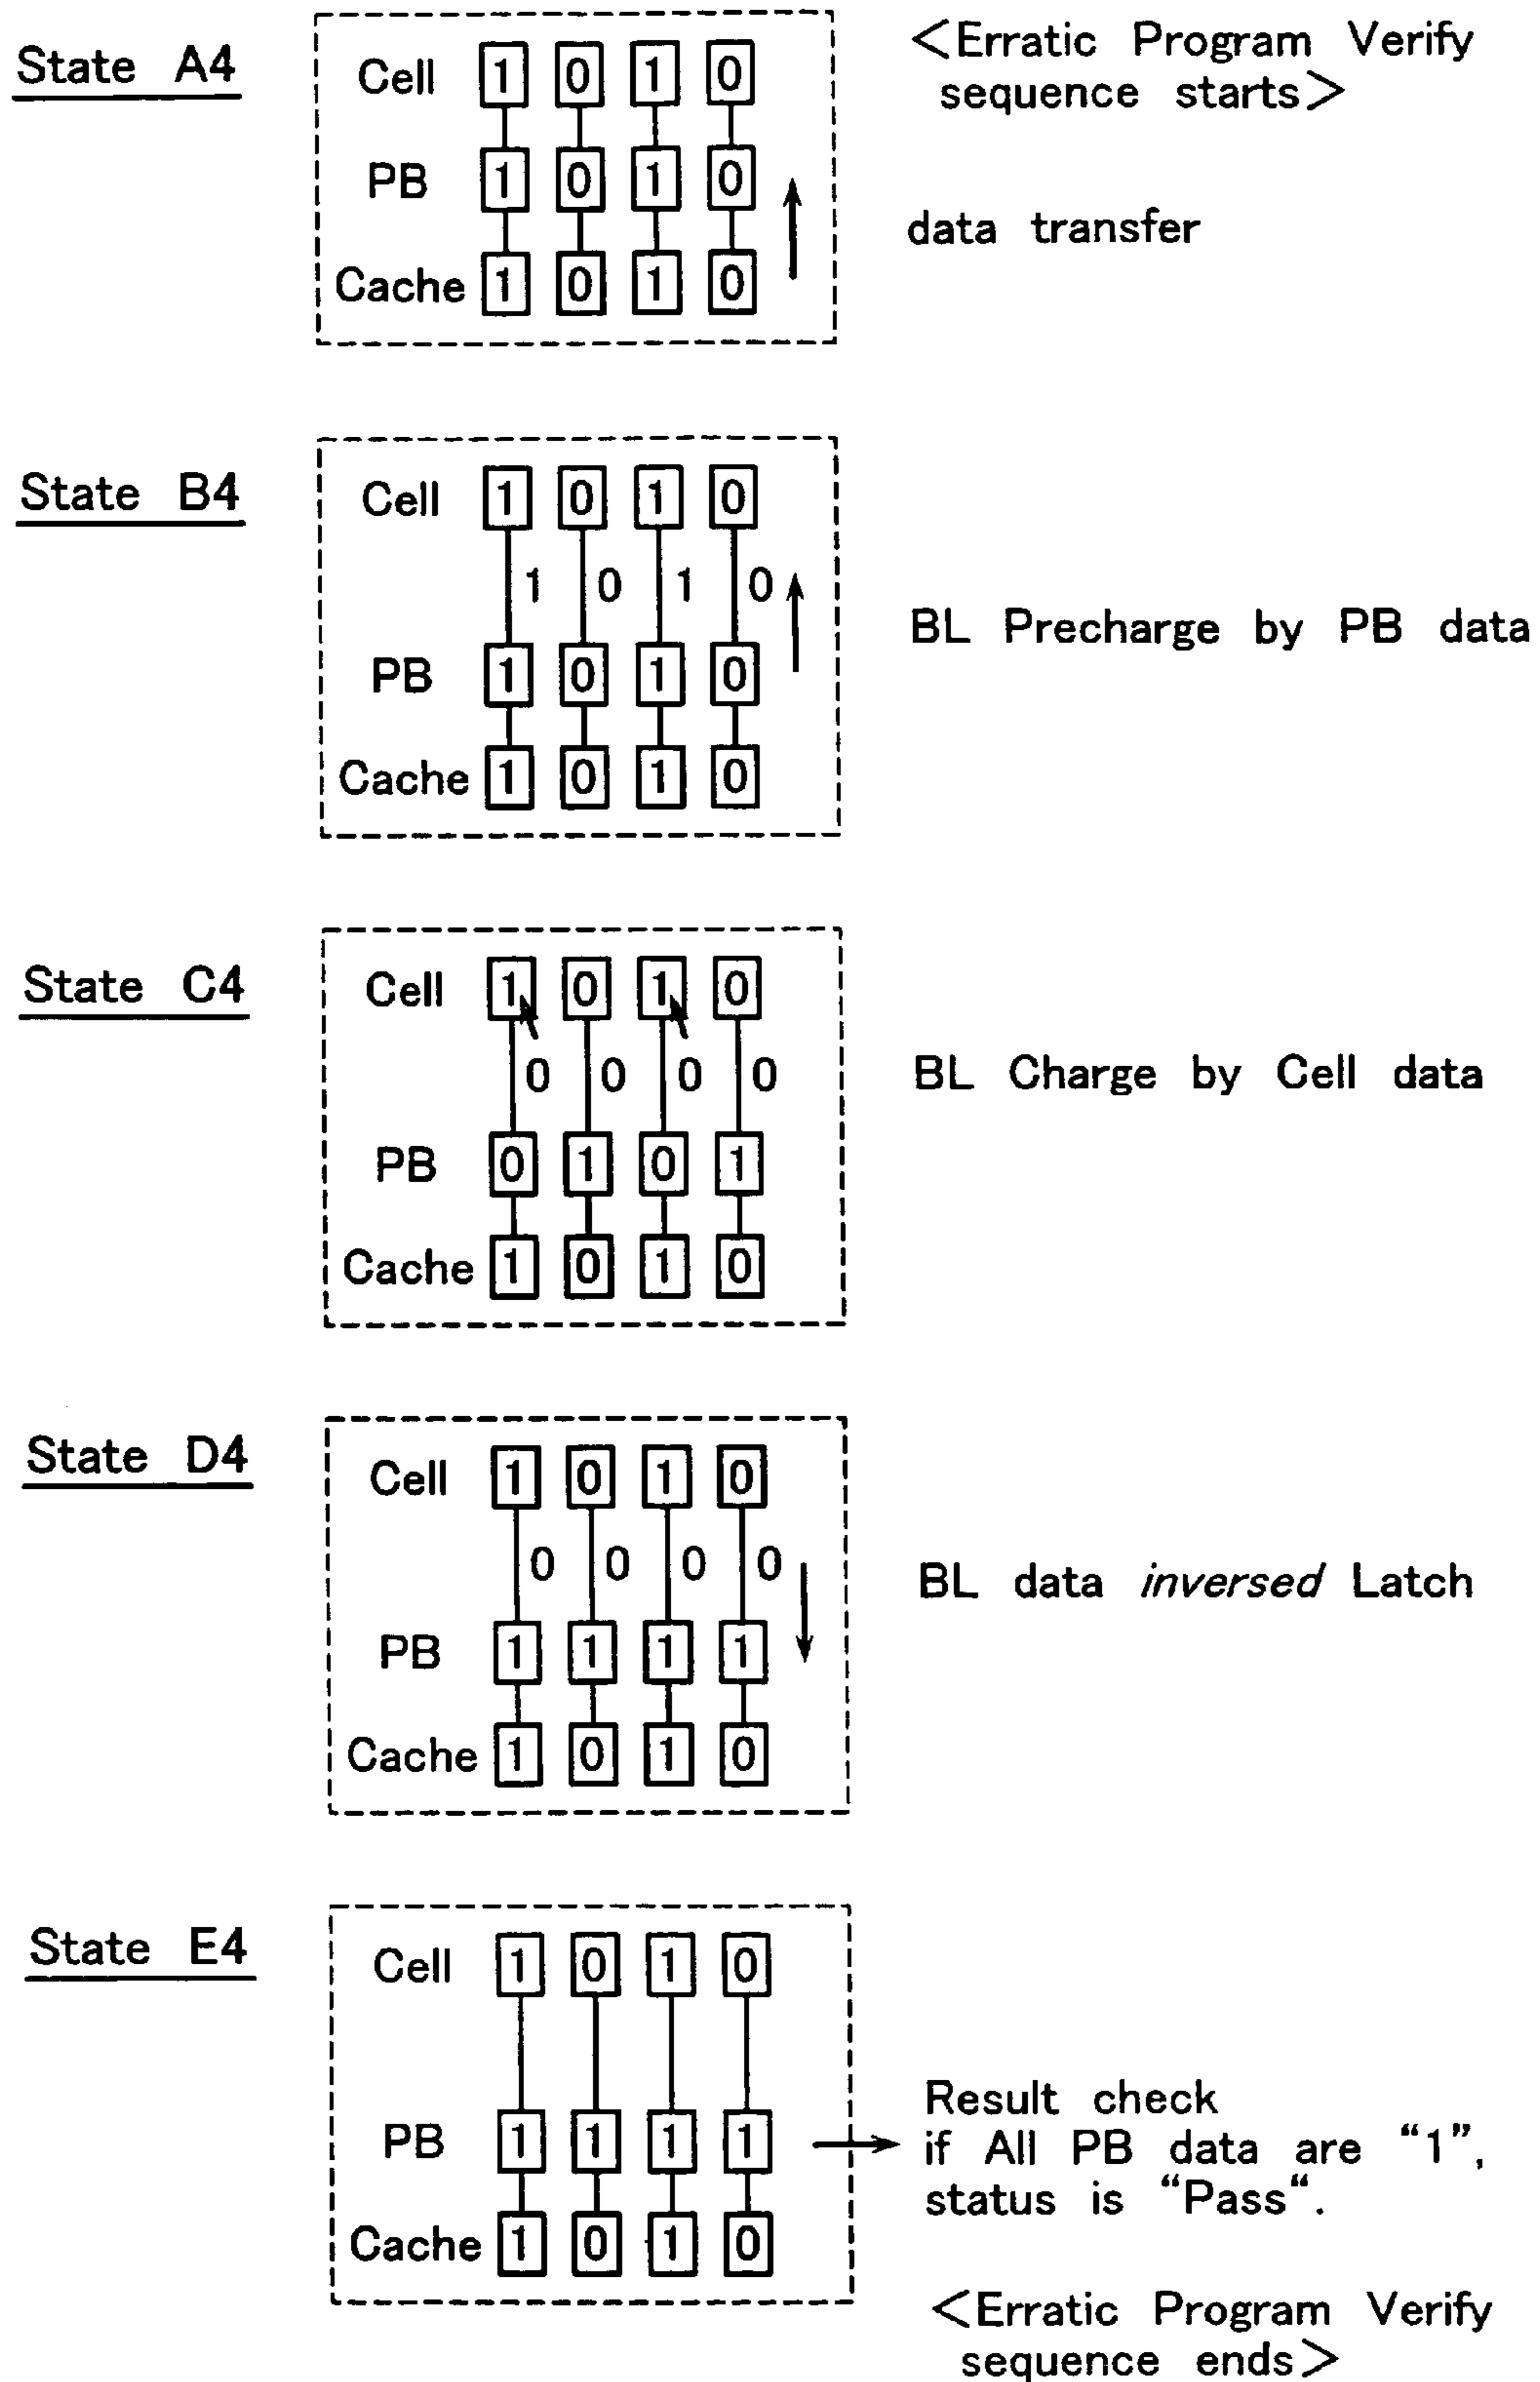 State A4
Cell 1 0 1 0
PB 1 0 1 0
Cache 1 0 1 0
<Erratic Program Verify
sequence starts>
data transfer
State B4
Cell 1 0 1 0
1 0 1 0
PB 1 0 1 0
Cache 1 0 1 0
BL Precharge by PB data
State C4
Cell 1 0 1 0
0 0 0 0
PB 0 1 0 1
Cache 1 0 1 0
BL Charge by Cell data
State D4
Cell 1 0 1 0
0 0 0 0
PB 1 1 1 1
Cache 1 0 1 0
BL data inversed Latch
State E4
Cell 1 0 1 0
PB 1 1 1 1
Cache 1 0 1 0
Result check
if All PB data are “1”,
status is “Pass“.
<Erratic Program Verify
sequence ends>